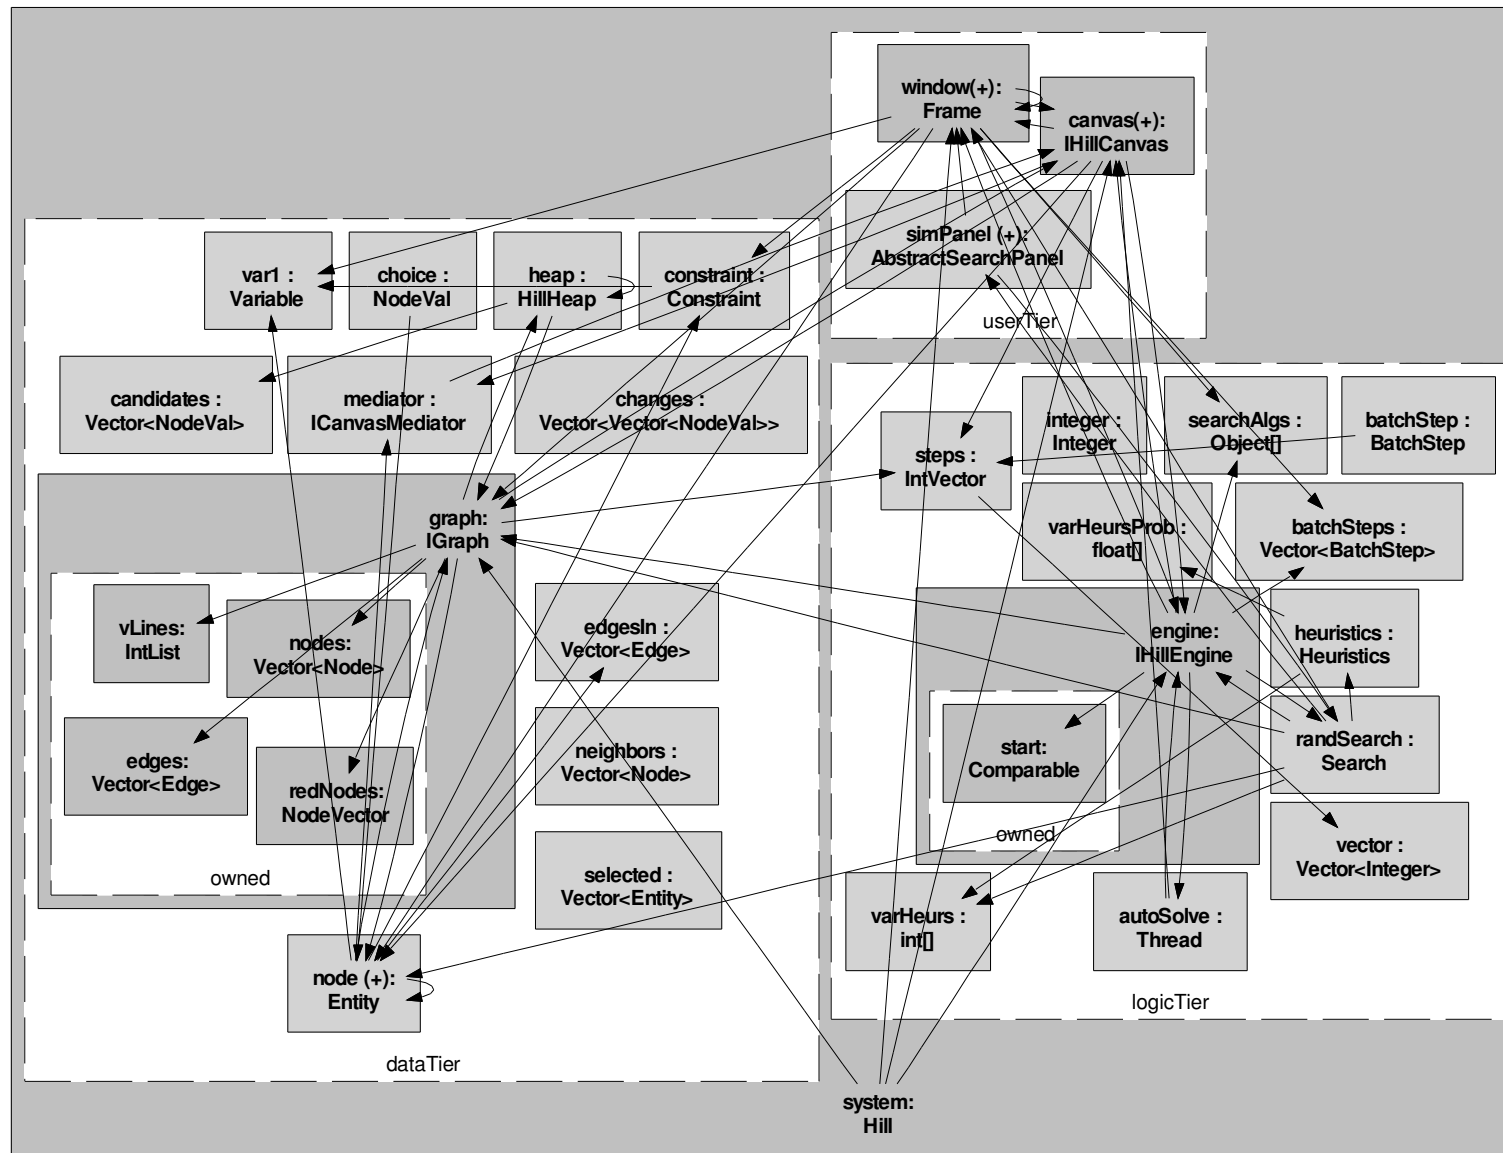 window(+):
Frame
canvas(+):
IHillCanvas
simPanel (+):
AbstractSearchPanel
userTier
var1 :
Variable
choice :
NodeVal
heap :
HillHeap
constraint :
Constraint
candidates :
Vector<NodeVal>
mediator :
ICanvasMediator
changes :
Vector<Vector<NodeVal>>
graph:
IGraph
vLines:
IntList
nodes:
Vector<Node>
edges:
Vector<Edge>
redNodes:
NodeVector
owned
edgesIn :
Vector<Edge>
neighbors :
Vector<Node>
selected :
Vector<Entity>
node (+):
Entity
dataTier
steps :
IntVector
integer :
Integer
searchAlgs :
Object[]
batchStep :
BatchStep
varHeursProb :
float[]
batchSteps :
Vector<BatchStep>
engine:
IHillEngine
heuristics :
Heuristics
start:
Comparable
owned
randSearch :
Search
vector :
Vector<Integer>
varHeurs :
int[]
autoSolve :
Thread
logicTier
system:
Hill